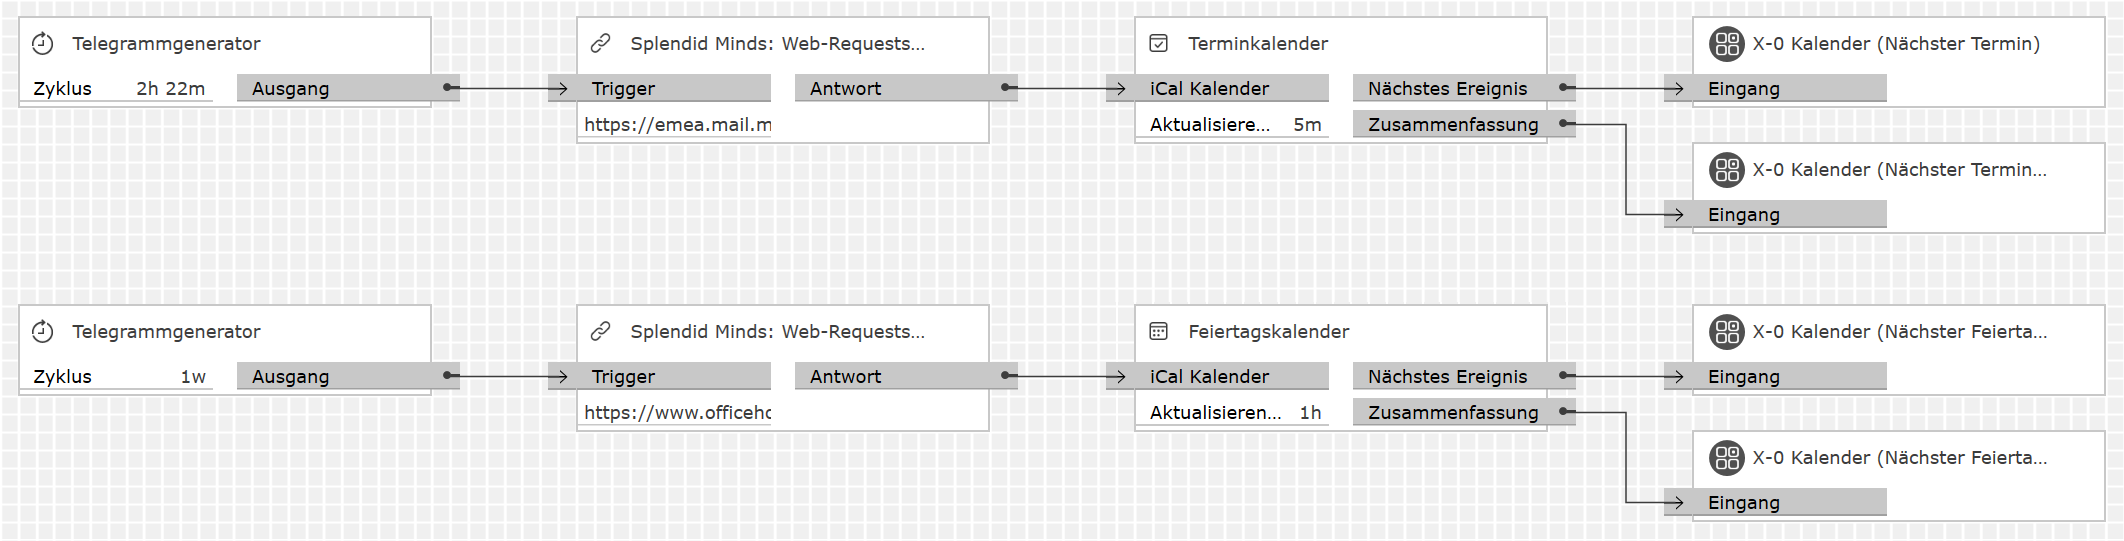 Telegrammgenerator
Zyklus 2h 22m Ausgang
Splendid Minds: Web-Requests...
Trigger Antwort
https://emea.mail.m
Terminkalender
iCal Kalender Nächstes Ereignis
Aktualisiere... 5m Zusammenfassung
X-0 Kalender (Nächster Termin)
Eingang
X-0 Kalender (Nächster Termin...
Eingang
Telegrammgenerator
Zyklus 1w Ausgang
Splendid Minds: Web-Requests...
Trigger Antwort
https://www.officeho
Feiertagskalender
iCal Kalender Nächstes Ereignis
Aktualisieren... 1h Zusammenfassung
X-0 Kalender (Nächster Feierta...
Eingang
X-0 Kalender (Nächster Feierta...
Eingang